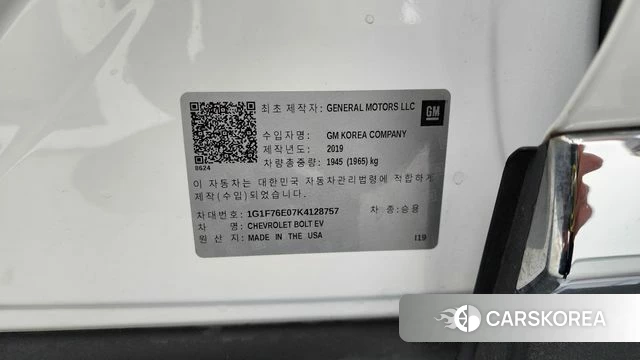 최초 제작자: GENERAL MOTORS LLC
GM
수입자명: GM KOREA COMPANY
제작년도: 2019
차량총중량: 1945 (1965) kg
8624
이 자동차는 대한민국 자동차관리법령에 적합하게
제작(수입)되었습니다.
차대번호: 1G1F76E07K4128757 차 종:승용
차 명: CHEVROLET BOLT EV
원 산 지: MADE IN THE USA
I19
CARSKOREA